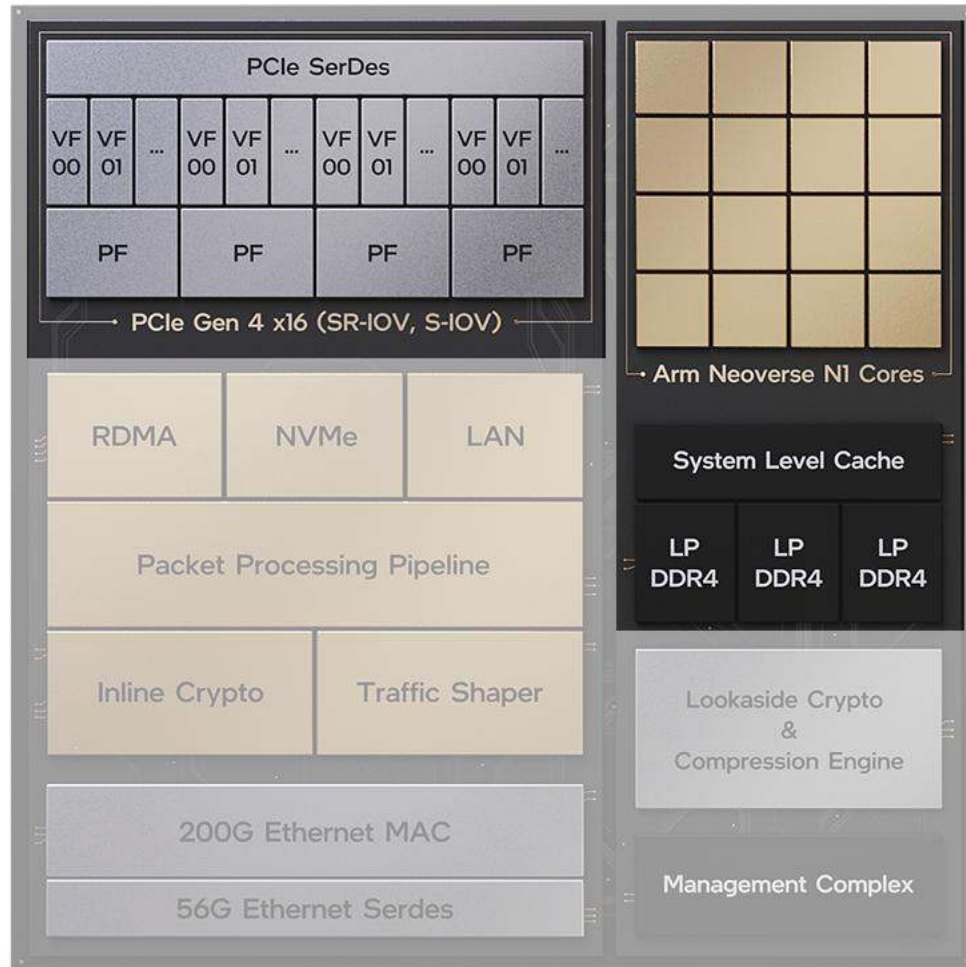 PCIe SerDes
VF 00 VF 01 ... VF 00 VF 01 ... VF 00 VF 01 ... VF 00 VF 01 ...
PF PF PF PF
PCIe Gen 4 x16 (SR-IOV, S-IOV)
Arm Neoverse N1 Cores
RDMA NVMe LAN
Packet Processing Pipeline
Inline Crypto Traffic Shaper
200G Ethernet MAC
56G Ethernet Serdes
System Level Cache
LP DDR4 LP DDR4 LP DDR4
Lookaside Crypto
&
Compression Engine
Management Complex